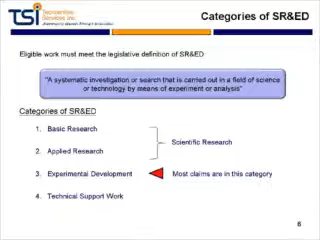 TSI
Categories of SR&ED
Eligible work must meet the legislative definition of SR&ED:
"A systematic investigation or search that is carried out in a field of science
or technology by means of experiment or analysis"
Categories of SR&ED
1. Basic Research
Scientific Research
2. Applied Research
3. Experimental Development
Most claims are in this category
4. Technical Support Work
6